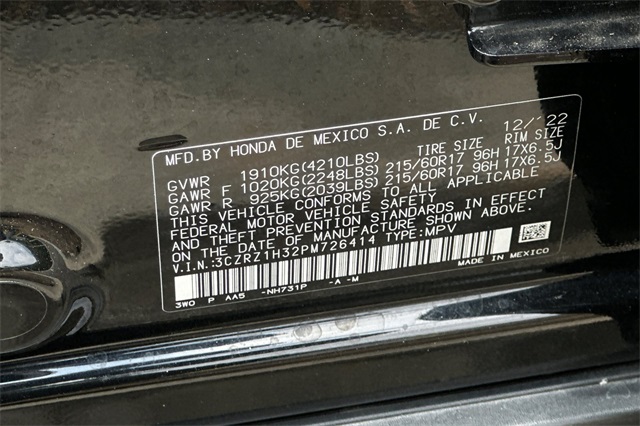 MFD.BY HONDA DE MEXICO S.A. DE C.V. 12/'22
TIRE SIZE RIM SIZE
GVWR 1910KG(4210LBS)
GAWR F 1020KG(2248LBS) 215/60R17 96H 17X6.5J
GAWR R 925KG(2039LBS) 215/60R17 96H 17X6.5J
THIS VEHICLE CONFORMS TO ALL APPLICABLE
FEDERAL MOTOR VEHICLE SAFETY, BUMPER,
AND THEFT PREVENTION STANDARDS IN EFFECT
ON THE DATE OF MANUFACTURE SHOWN ABOVE.
V.I.N.:3CZRZ1H32PM726414 TYPE:MPV
MADE IN MEXICO
3W0 P AA5 -NH731P -A -M